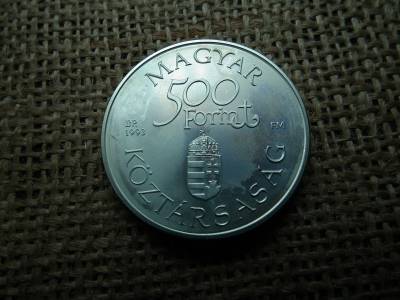 MAGYAR
500
Forint
BP.
1993
FM
KÖZTÁRSASÁG